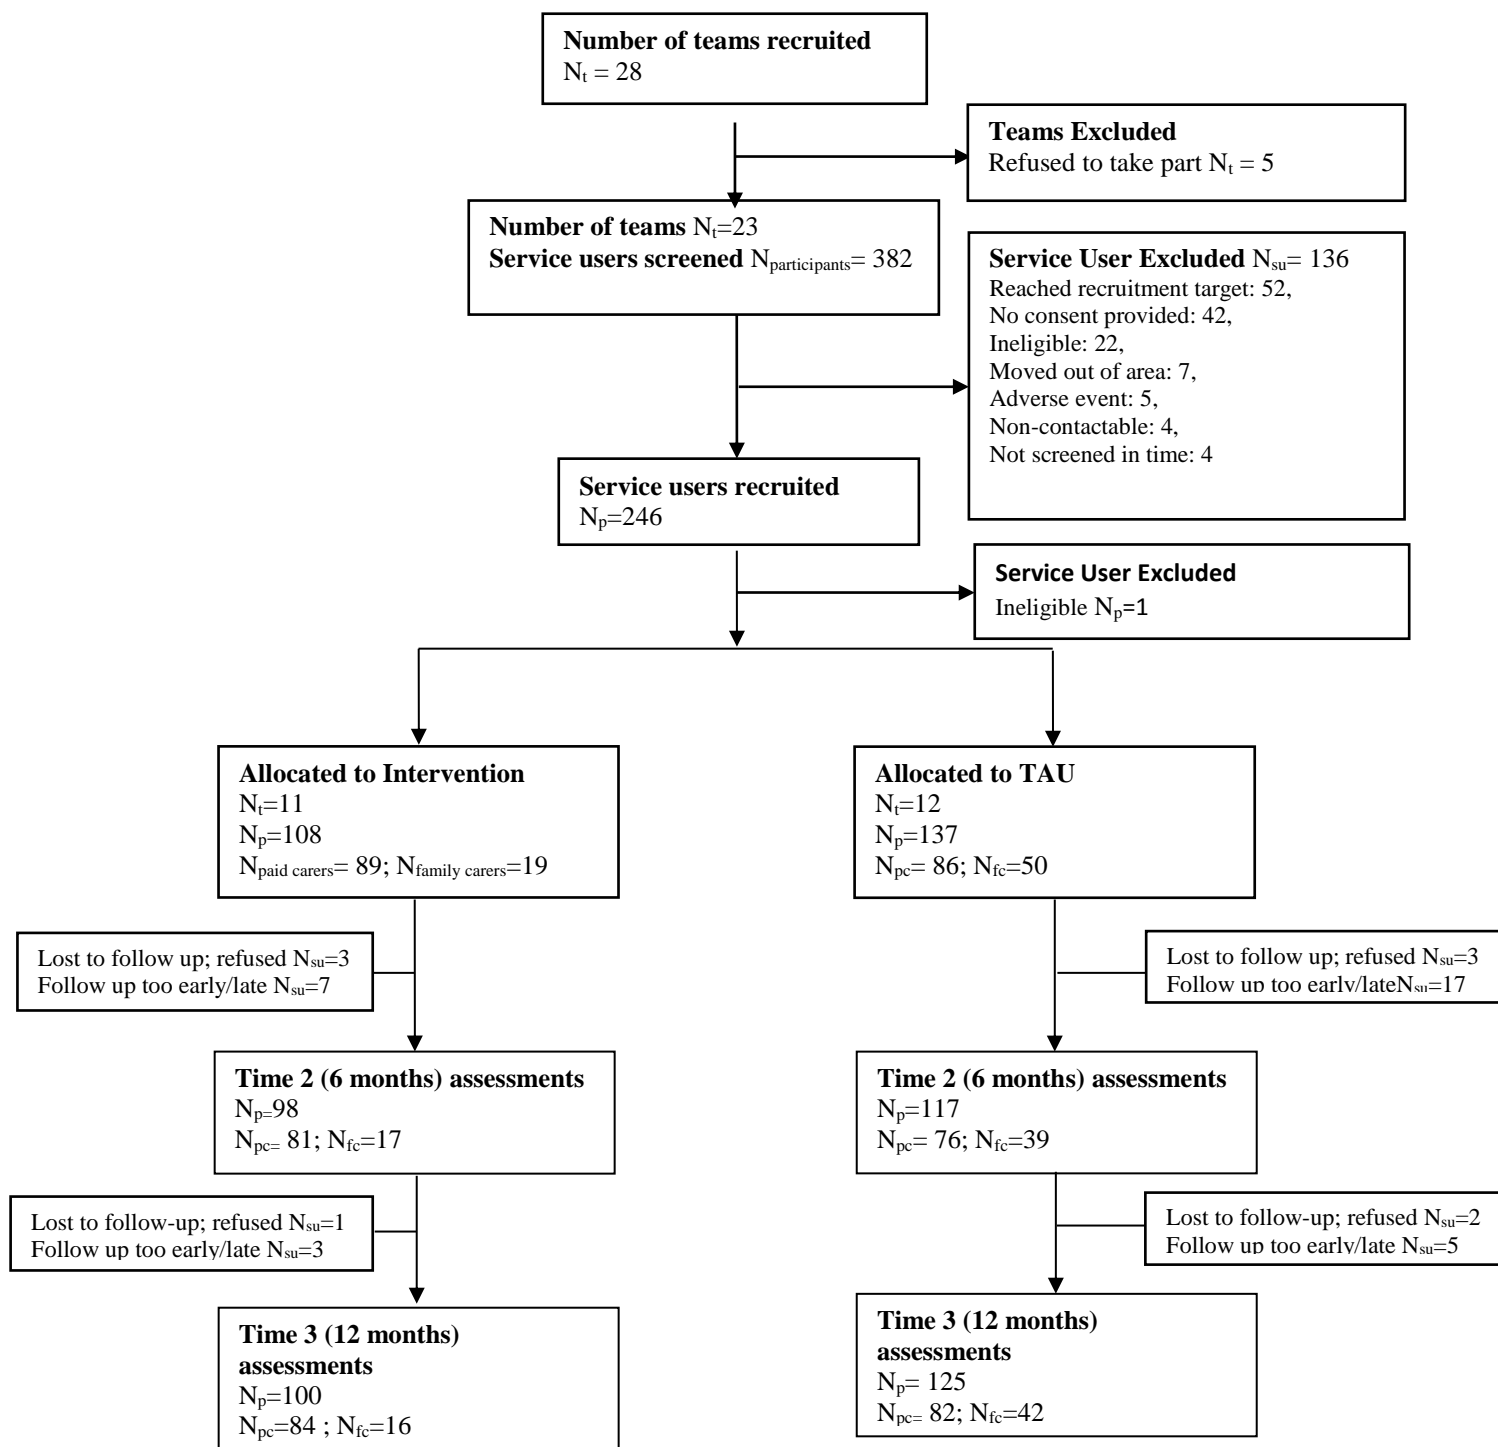 Number of teams recruited
Nt = 28
Teams Excluded
Refused to take part Nt = 5
Number of teams Nt=23
Service users screened Nparticipants= 382
Service User Excluded Nsu= 136
Reached recruitment target: 52,
No consent provided: 42,
Ineligible: 22,
Moved out of area: 7,
Adverse event: 5,
Non-contactable: 4,
Not screened in time: 4
Service users recruited
Np=246
Service User Excluded
Ineligible Np=1
Allocated to Intervention
Nt=11
Np=108
Npaid carers= 89; Nfamily carers=19
Allocated to TAU
Nt=12
Np=137
Npc= 86; Nfc=50
Lost to follow up; refused Nsu=3
Follow up too early/late Nsu=7
Lost to follow up; refused Nsu=3
Follow up too early/lateNsu=17
Time 2 (6 months) assessments
Np=98
Npc= 81; Nfc=17
Time 2 (6 months) assessments
Np=117
Npc= 76; Nfc=39
Lost to follow-up; refused Nsu=1
Follow up too early/late Nsu=3
Lost to follow-up; refused Nsu=2
Follow up too early/late Nsu=5
Time 3 (12 months)
assessments
Np=100
Npc=84 ; Nfc=16
Time 3 (12 months)
assessments
Np= 125
Npc= 82; Nfc=42